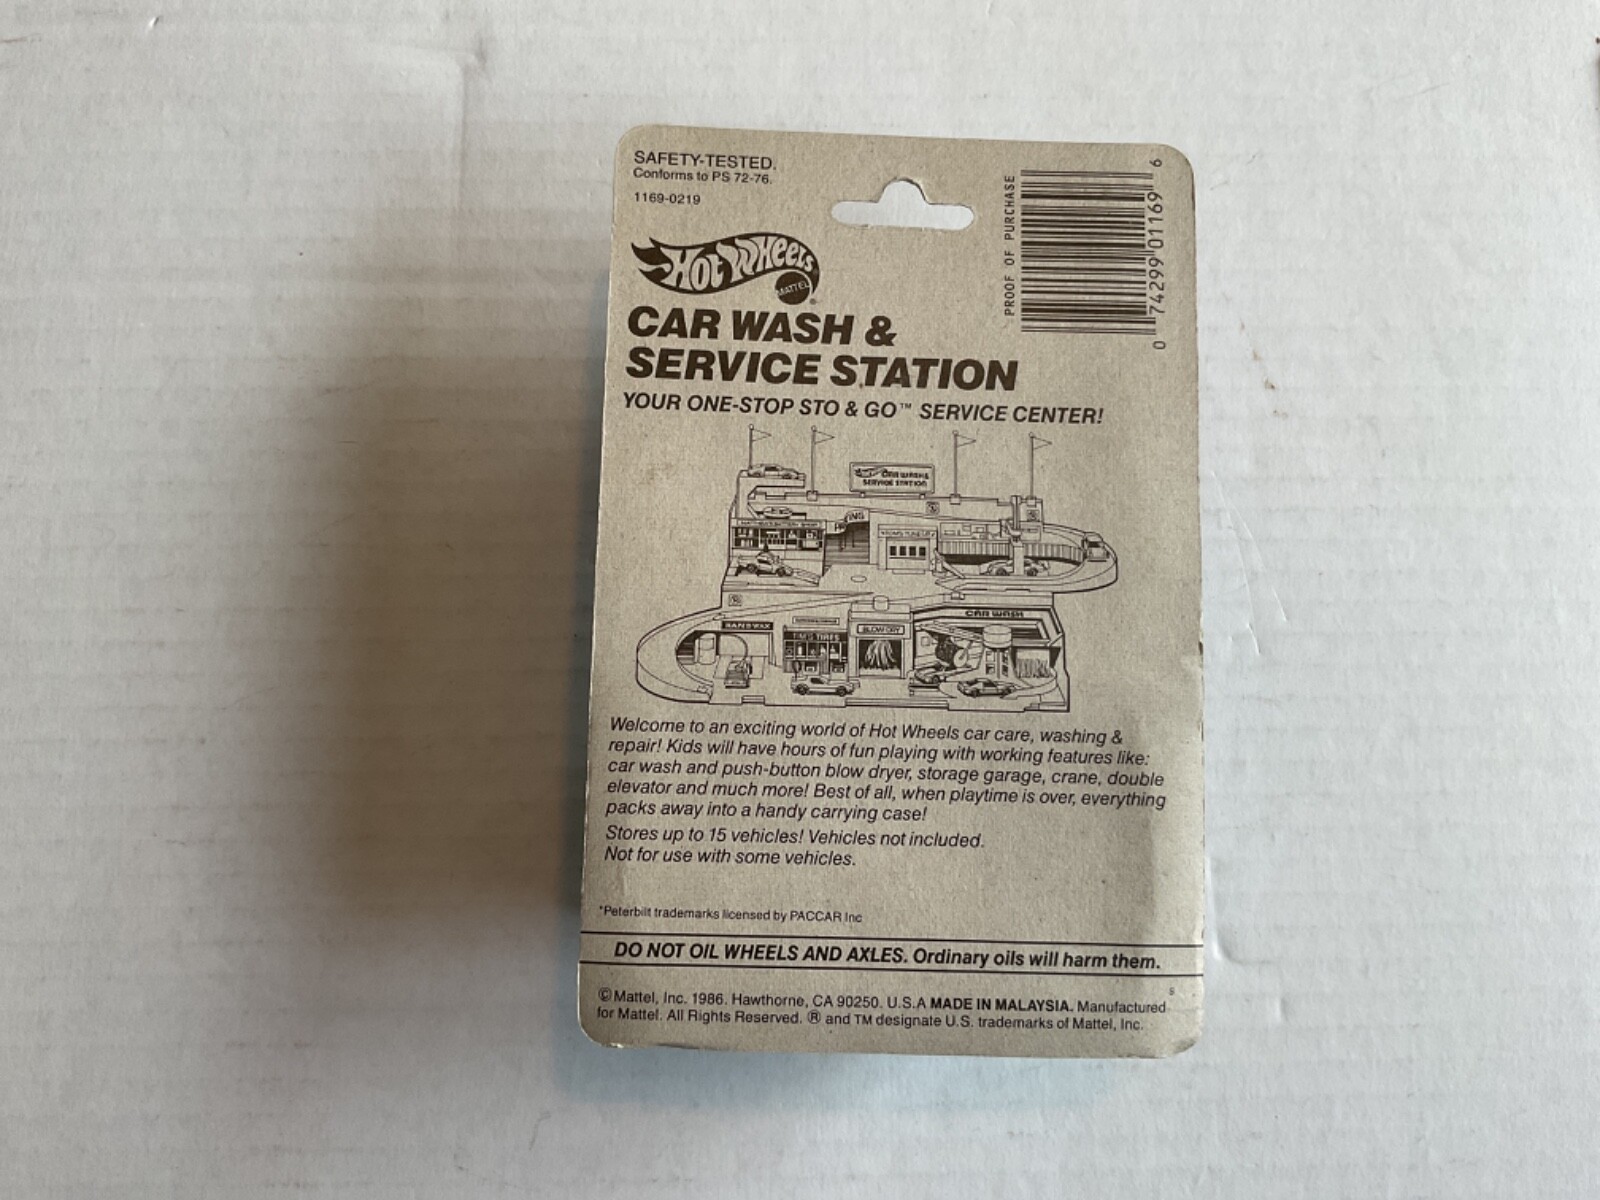 SAFETY-TESTED.
Conforms to PS 72-76.
1169-0219
PROOF OF PURCHASE
0 74299 01169 6
Hot Wheels
MATTEL
®
CAR WASH &
SERVICE STATION
YOUR ONE-STOP STO & GO™ SERVICE CENTER!
CAR WASH &
SERVICE STATION
CAR WASH
BLOW DRY
TIM'S TIRES
Welcome to an exciting world of Hot Wheels car care, washing &
repair! Kids will have hours of fun playing with working features like:
car wash and push-button blow dryer, storage garage, crane, double
elevator and much more! Best of all, when playtime is over, everything
packs away into a handy carrying case!
Stores up to 15 vehicles! Vehicles not included.
Not for use with some vehicles.
*Peterbilt trademarks licensed by PACCAR Inc
DO NOT OIL WHEELS AND AXLES. Ordinary oils will harm them.
S
© Mattel, Inc. 1986. Hawthorne, CA 90250. U.S.A MADE IN MALAYSIA. Manufactured
for Mattel. All Rights Reserved. ® and TM designate U.S. trademarks of Mattel, Inc.